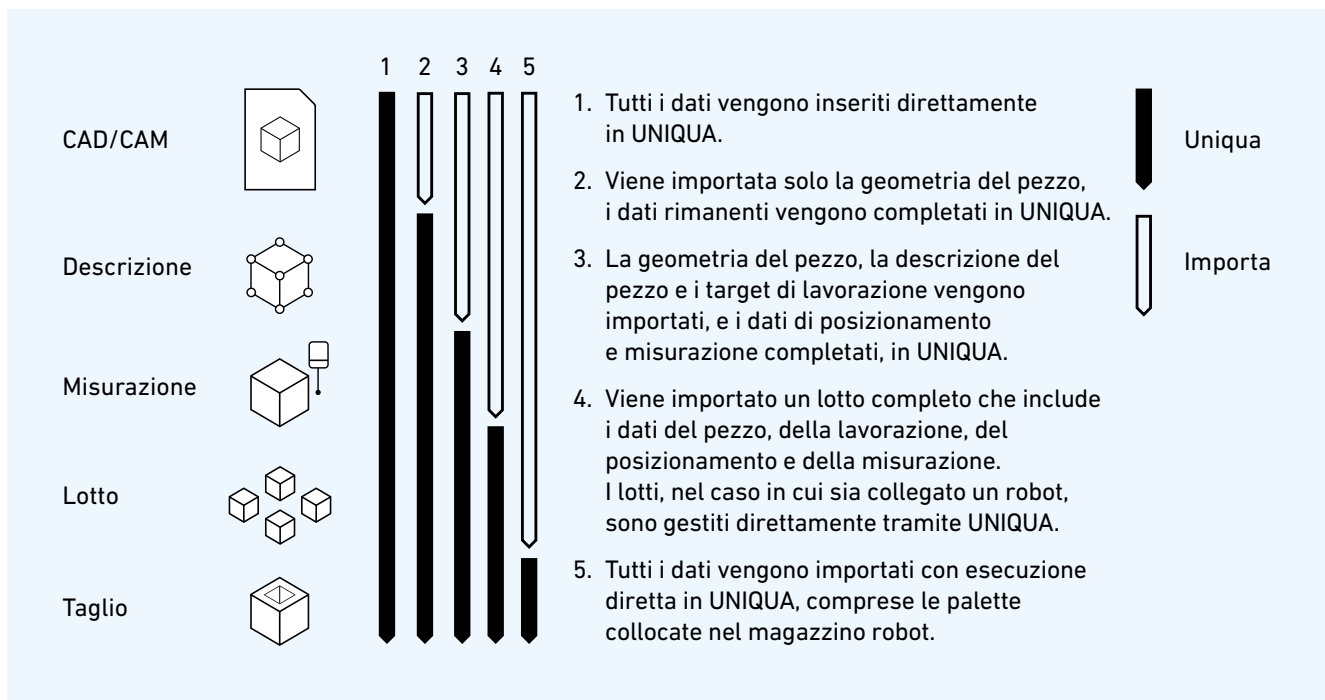 1 2 3 4 5
CAD/CAM
Descrizione
Misurazione
Lotto
Taglio
1. Tutti i dati vengono inseriti direttamente
in UNIQUA.
2. Viene importata solo la geometria del pezzo,
i dati rimanenti vengono completati in UNIQUA.
3. La geometria del pezzo, la descrizione del
pezzo e i target di lavorazione vengono
importati, e i dati di posizionamento
e misurazione completati, in UNIQUA.
4. Viene importato un lotto completo che include
i dati del pezzo, della lavorazione, del
posizionamento e della misurazione.
I lotti, nel caso in cui sia collegato un robot,
sono gestiti direttamente tramite UNIQUA.
5. Tutti i dati vengono importati con esecuzione
diretta in UNIQUA, comprese le palette
collocate nel magazzino robot.
Uniqua
Importa